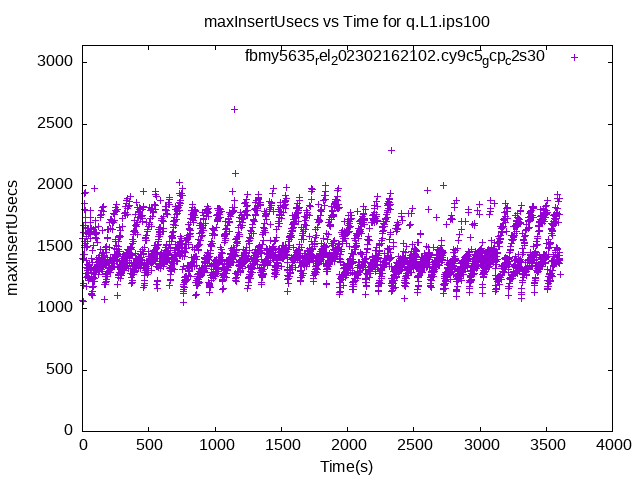 maxInsertUsecs vs Time for q.L1.ips100
fbmy5635rel202302162102.cy9c5gcpc2s30
3000
2500
2000
1500
1000
500
0
maxInsertUsecs
0 500 1000 1500 2000 2500 3000 3500 4000
Time(s)